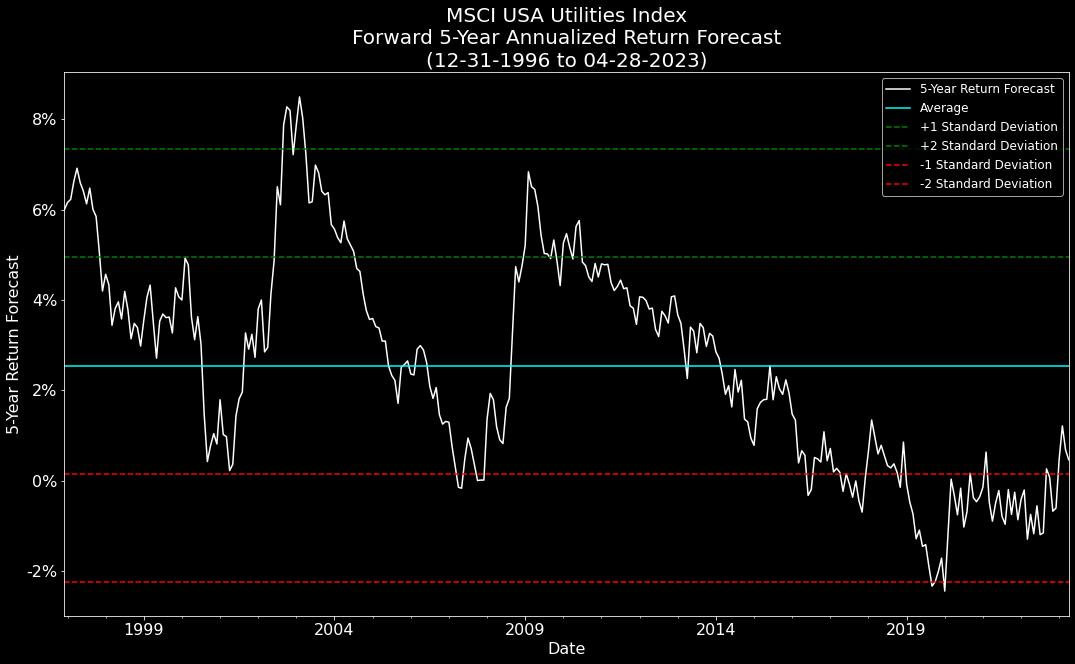 MSCI USA Utilities Index
Forward 5-Year Annualized Return Forecast
(12-31-1996 to 04-28-2023)
5-Year Return Forecast
Average
+1 Standard Deviation
+2 Standard Deviation
-1 Standard Deviation
-2 Standard Deviation
5-Year Return Forecast
8%
6%
4%
2%
0%
-2%
1999
2004
2009
2014
2019
Date